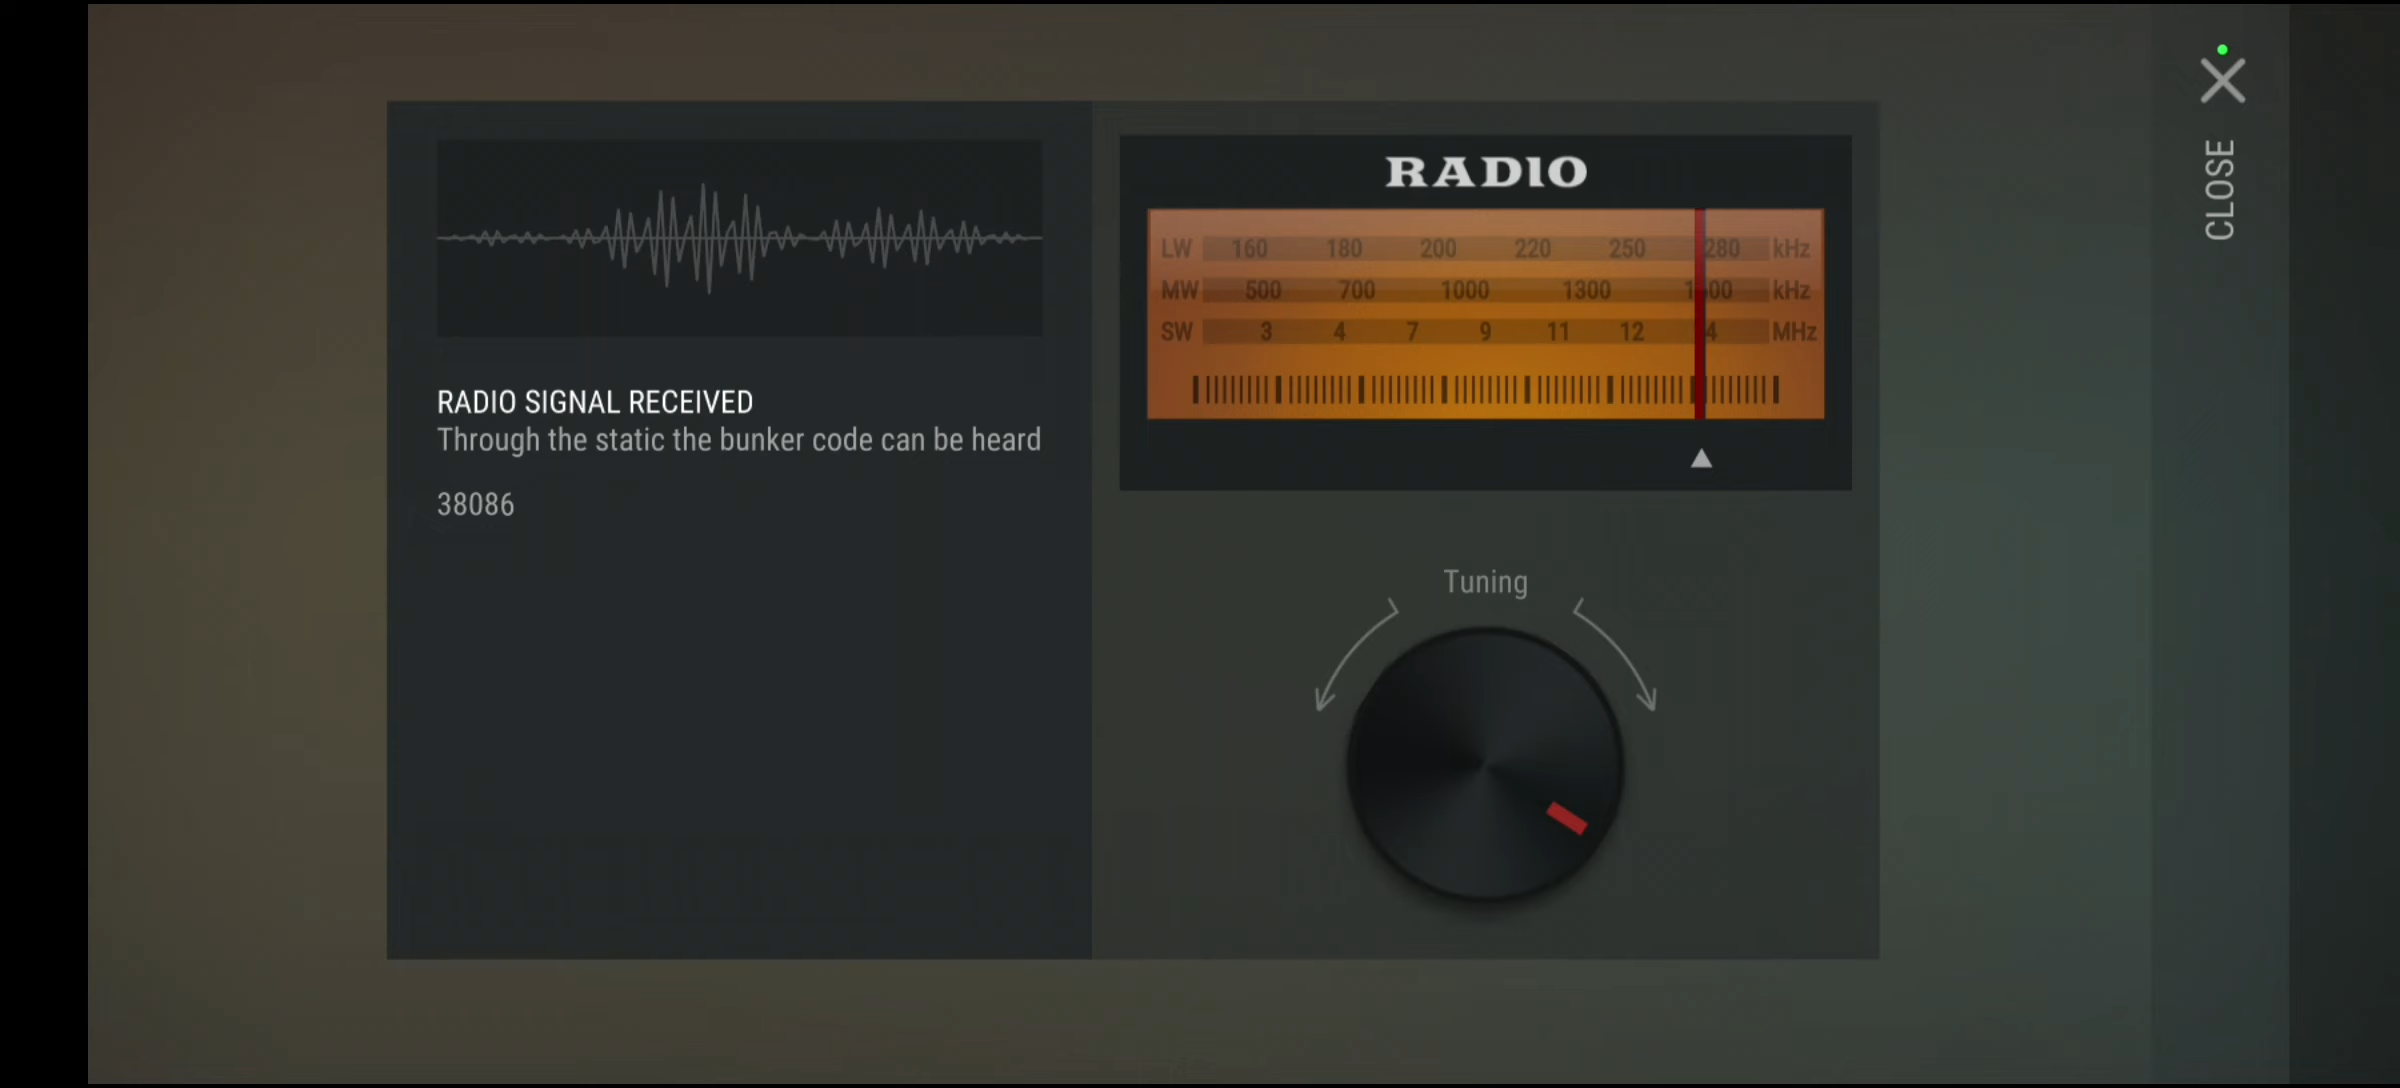 CLOSE
RADIO
LW 160 180 200 220 250 280 kHz
MW 500 700 1000 1300 kHz
SW 3 4 7 9 11 12 MHz
RADIO SIGNAL RECEIVED
Through the static the bunker code can be heard
38086
Tuning